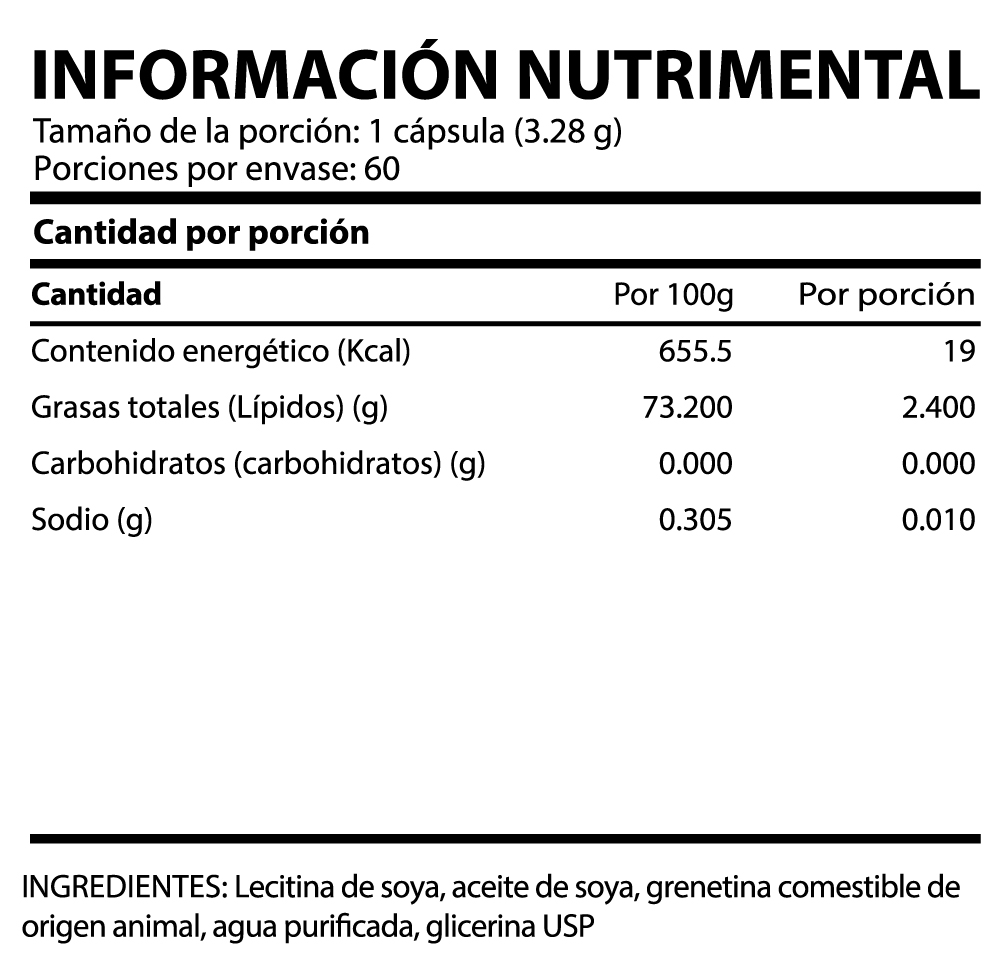 INFORMACIÓN NUTRIMENTAL
Tamaño de la porción: 1 cápsula (3.28 g)
Porciones por envase: 60
Cantidad por porción
Cantidad Por 100g Por porción
Contenido energético (Kcal) 655.5 19
Grasas totales (Lípidos) (g) 73.200 2.400
Carbohidratos (carbohidratos) (g) 0.000 0.000
Sodio (g) 0.305 0.010
INGREDIENTES: Lecitina de soya, aceite de soya, grenetina comestible de
origen animal, agua purificada, glicerina USP